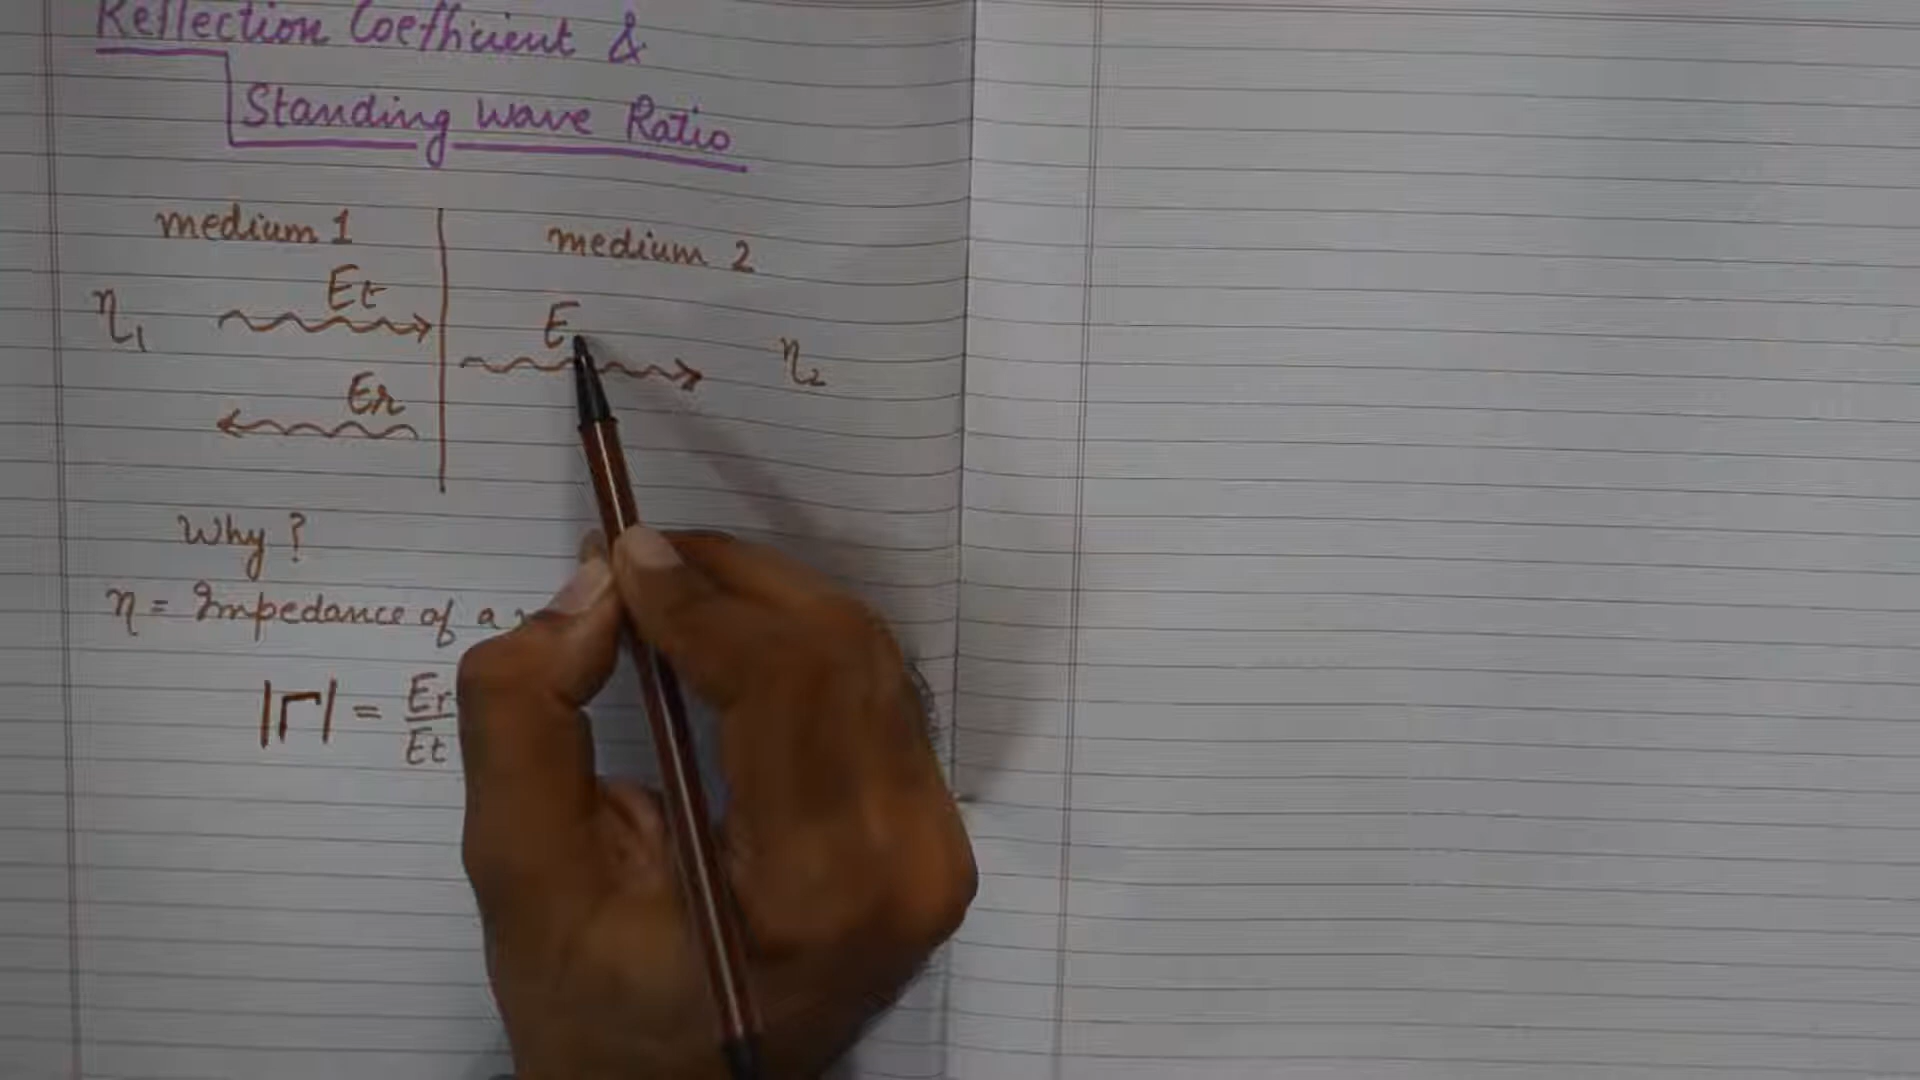 Reflection Coefficient &
Standing Wave Ratio
medium 1
medium 2
η₁
Et
E
η₂
Er
Why ?
η = Impedance of a
|Γ| = Er/Et